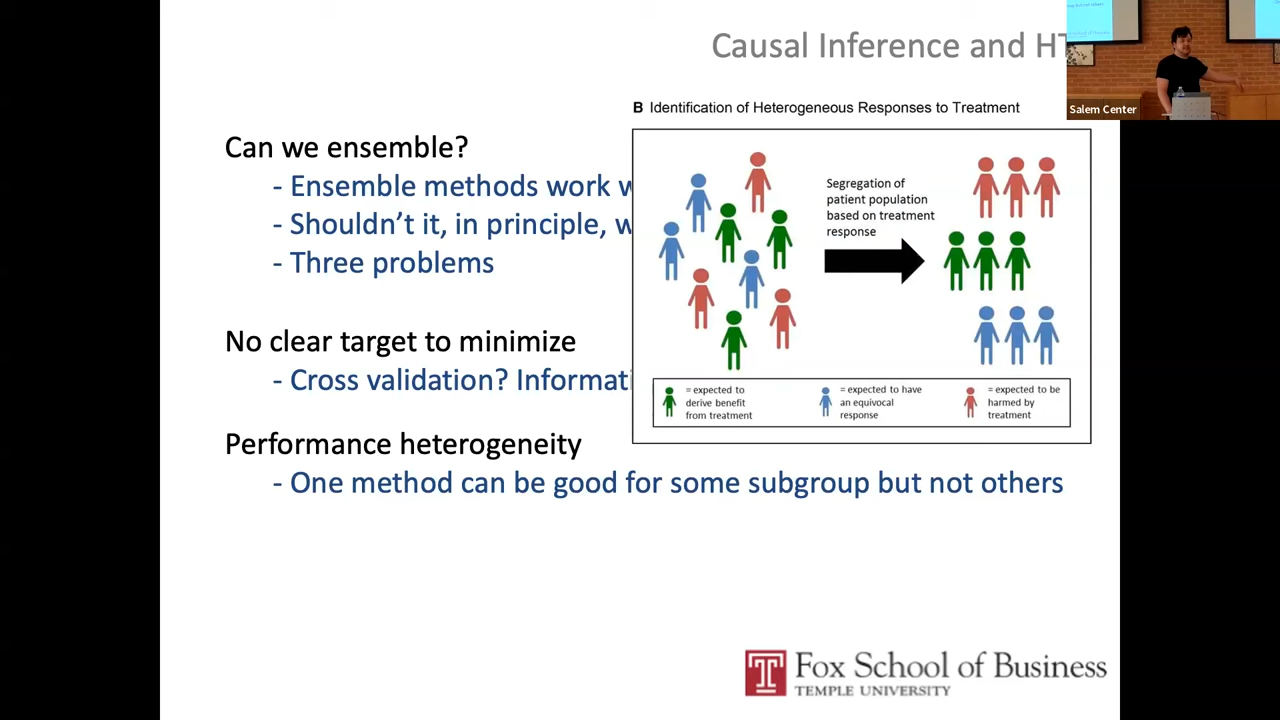 Causal Inference and HT
Salem Center
Can we ensemble?
- Ensemble methods work w
- Shouldn't it, in principle, w
- Three problems
No clear target to minimize
- Cross validation? Informati
Performance heterogeneity
- One method can be good for some subgroup but not others
B Identification of Heterogeneous Responses to Treatment
Segregation of
patient population
based on treatment
response
= expected to
derive benefit
from treatment
= expected to have
an equivocal
response
= expected to be
harmed by
treatment
Fox School of Business
TEMPLE UNIVERSITY